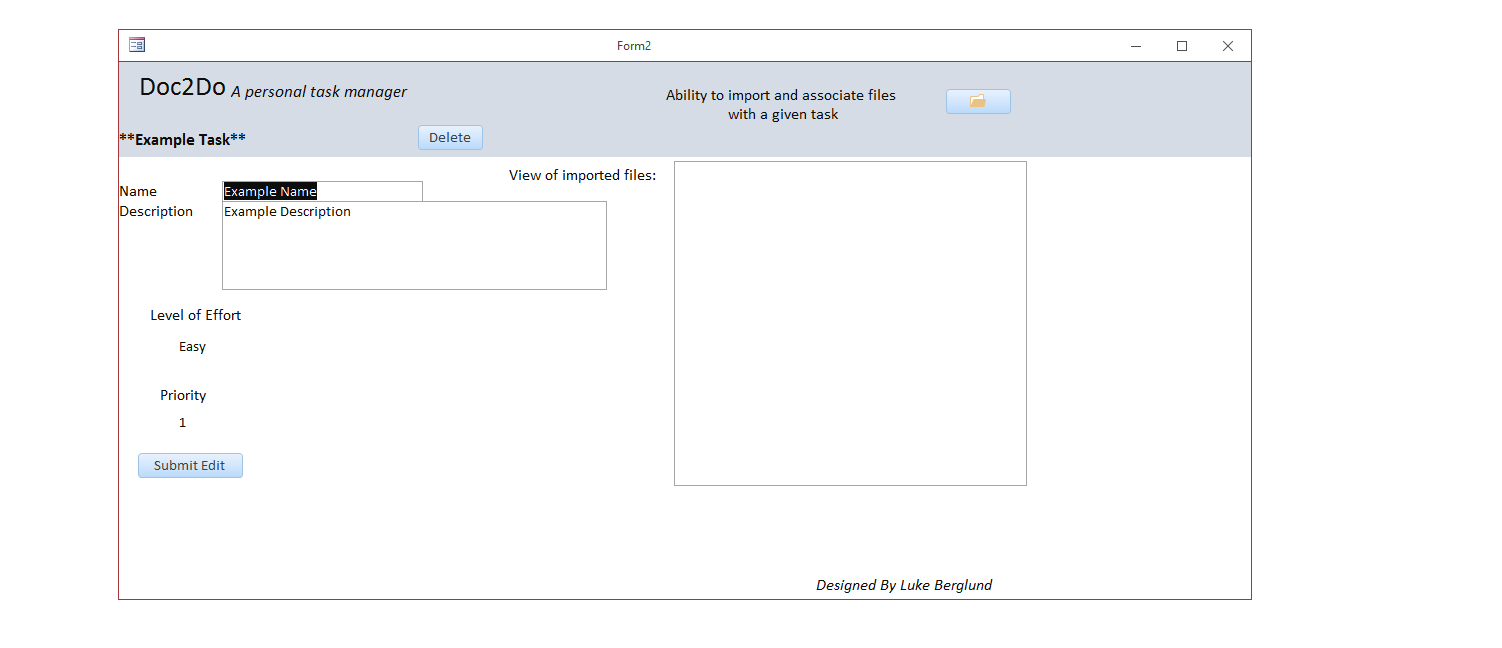 Form2
Doc2Do A personal task manager
Ability to import and associate files
with a given task
**Example Task**
Delete
View of imported files:
Name
Example Name
Description
Example Description
Level of Effort
Easy
Priority
1
Submit Edit
Designed By Luke Berglund